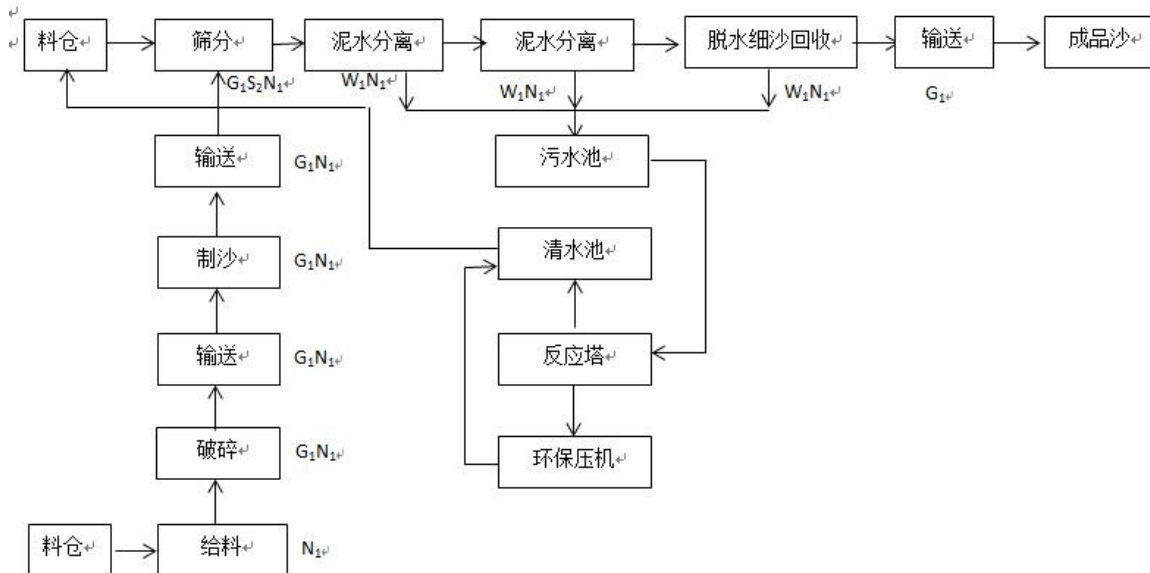 料仓
筛分
泥水分离
泥水分离
脱水细沙回收
输送
成品沙
G₁S₂N₁
W₁N₁
W₁N₁
W₁N₁
G₁
输送
G₁N₁
污水池
制沙
G₁N₁
清水池
输送
G₁N₁
反应塔
破碎
G₁N₁
环保压机
料仓
给料
N₁